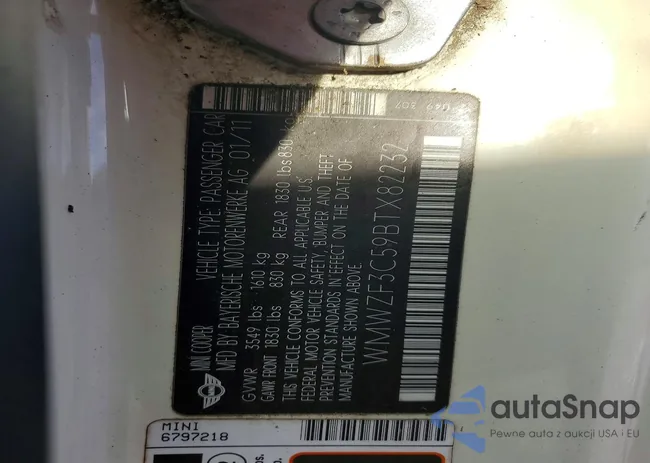 U49 207
MINI COOPER VEHICLE TYPE: PASSENGER CAR
MFD BY BAYERISCHE MOTORENWERKE AG 01/11
GVWR 3549 lbs 1610 kg
GAWR FRONT 1830 lbs 830 kg REAR 1830 lbs 830
THIS VEHICLE CONFORMS TO ALL APPLICABLE U.S.
FEDERAL MOTOR VEHICLE SAFETY, BUMPER AND THEFT
PREVENTION STANDARDS IN EFFECT ON THE DATE OF
MANUFACTURE SHOWN ABOVE.
WMWZF3C59BTX82232
MINI
6797218
autaSnap
Pewne auta z aukcji USA i EU